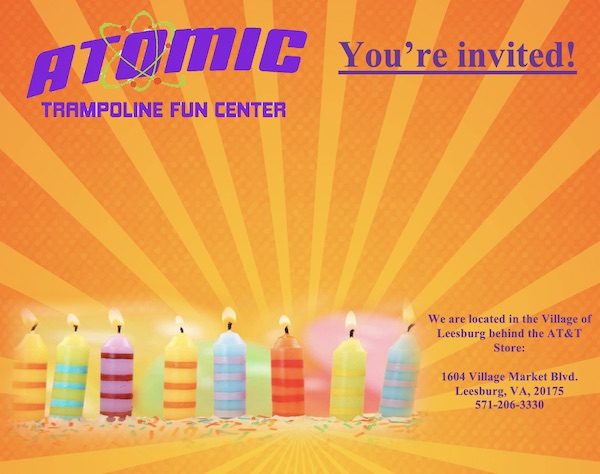 ATOMIC
TRAMPOLINE FUN CENTER
You're invited!
We are located in the Village of
Leesburg behind the AT&T
Store:
1604 Village Market Blvd.
Leesburg, VA, 20175
571-206-3330